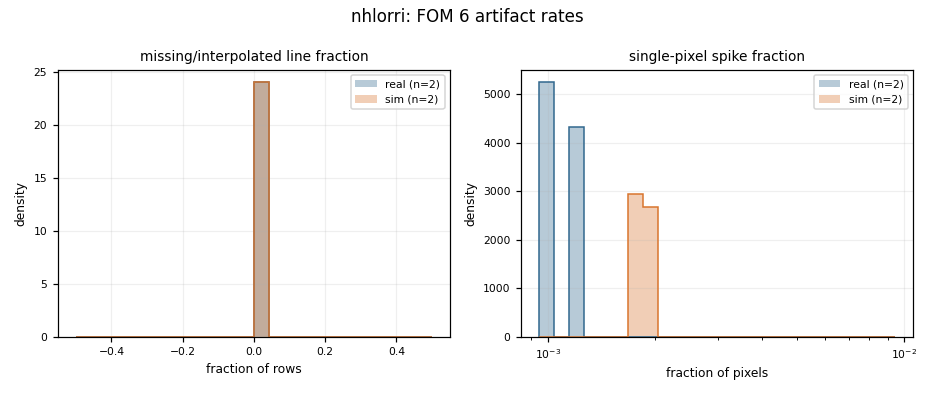 nhlorri: FOM 6 artifact rates
missing/interpolated line fraction
real (n=2)
sim (n=2)
density
25
20
15
10
5
0
−0.4
−0.2
0.0
0.2
0.4
fraction of rows
single-pixel spike fraction
real (n=2)
sim (n=2)
density
5000
4000
3000
2000
1000
0
10⁻³
10⁻²
fraction of pixels